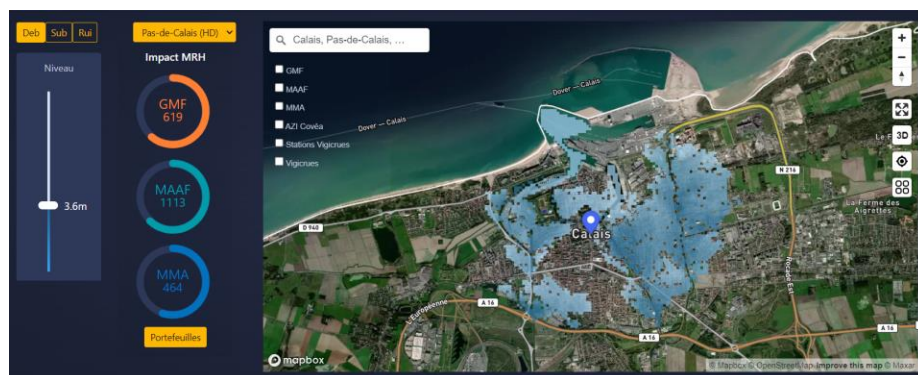 Deb Sub Rui
Niveau
3.6m
Pas-de-Calais (HD)
Impact MRH
GMF
619
MAAF
1113
MMA
464
Portefeuilles
Calais, Pas-de-Calais, …
GMF
MAAF
MMA
AZI Covéa
Stations Vigicrues
Vigicrues
Dover — Calais
Dover — Calais
D 940
Calais
Européenne
A 16
A 16
A 16
N 216
Rocade Est
La Ferme des
Aigrettes
3D
mapbox
© Mapbox © OpenStreetMap Improve this map © Maxar